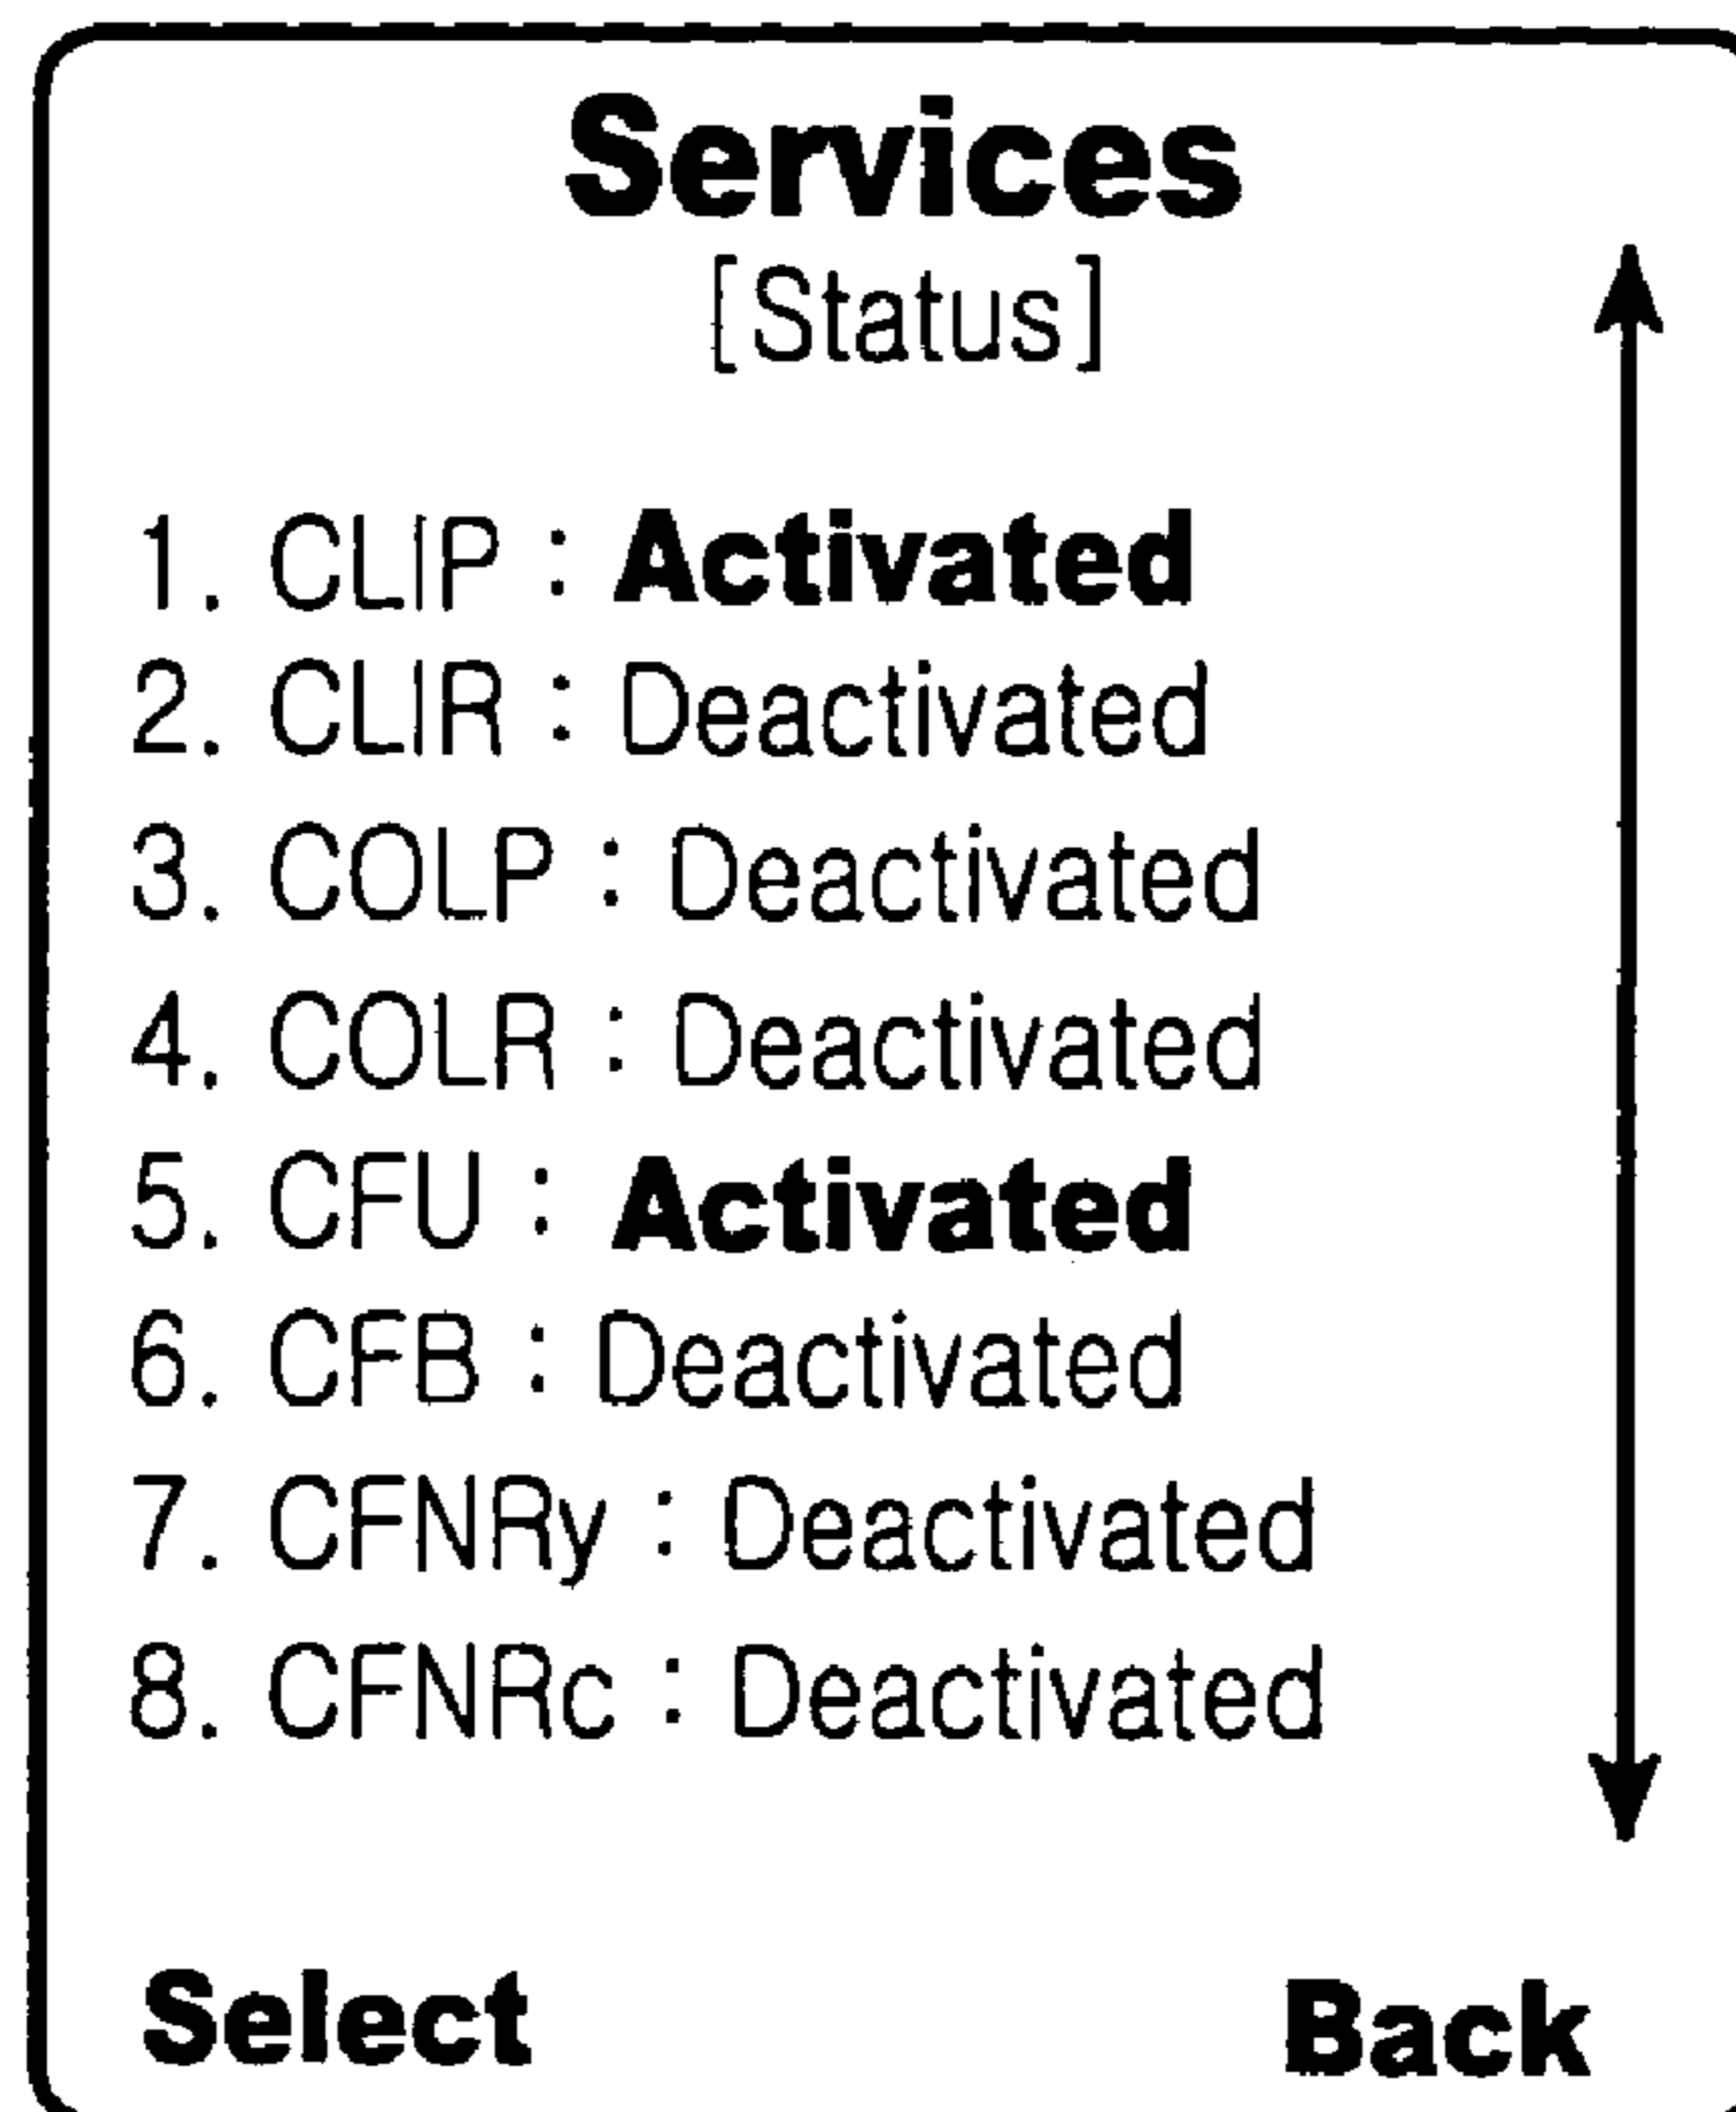 Services
[Status]
1. CLIP : Activated
2. CLIR : Deactivated
3. COLP : Deactivated
4. COLR : Deactivated
5. CFU : Activated
6. CFB : Deactivated
7. CFNRy : Deactivated
8. CFNRc : Deactivated
Select Back